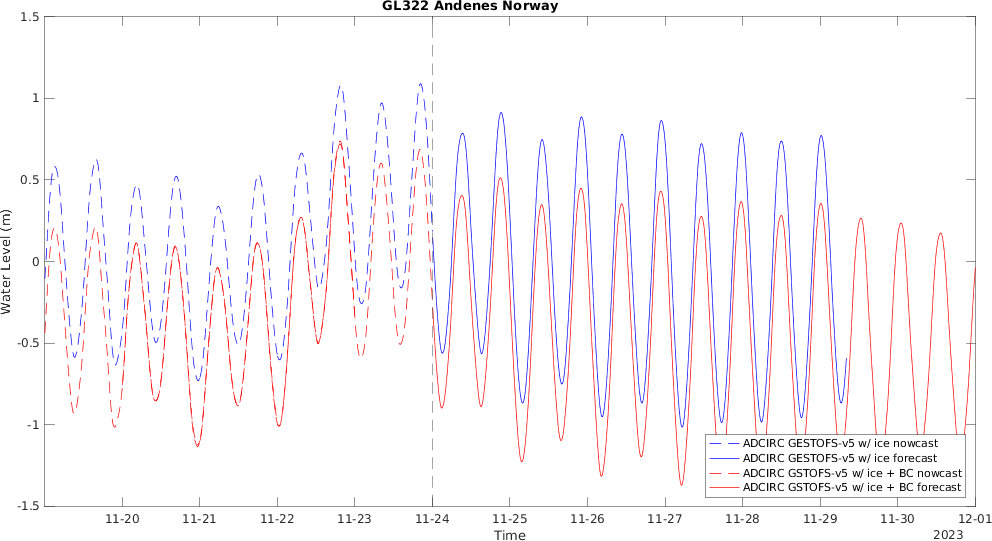 GL322 Andenes Norway
1.5
1
0.5
0
-0.5
-1
-1.5
Water Level (m)
ADCIRC GESTOFS-v5 w/ ice nowcast
ADCIRC GESTOFS-v5 w/ ice forecast
ADCIRC GSTOFS-v5 w/ ice + BC nowcast
ADCIRC GSTOFS-v5 w/ ice + BC forecast
11-20 11-21 11-22 11-23 11-24 11-25 11-26 11-27 11-28 11-29 11-30 12-01
Time
2023